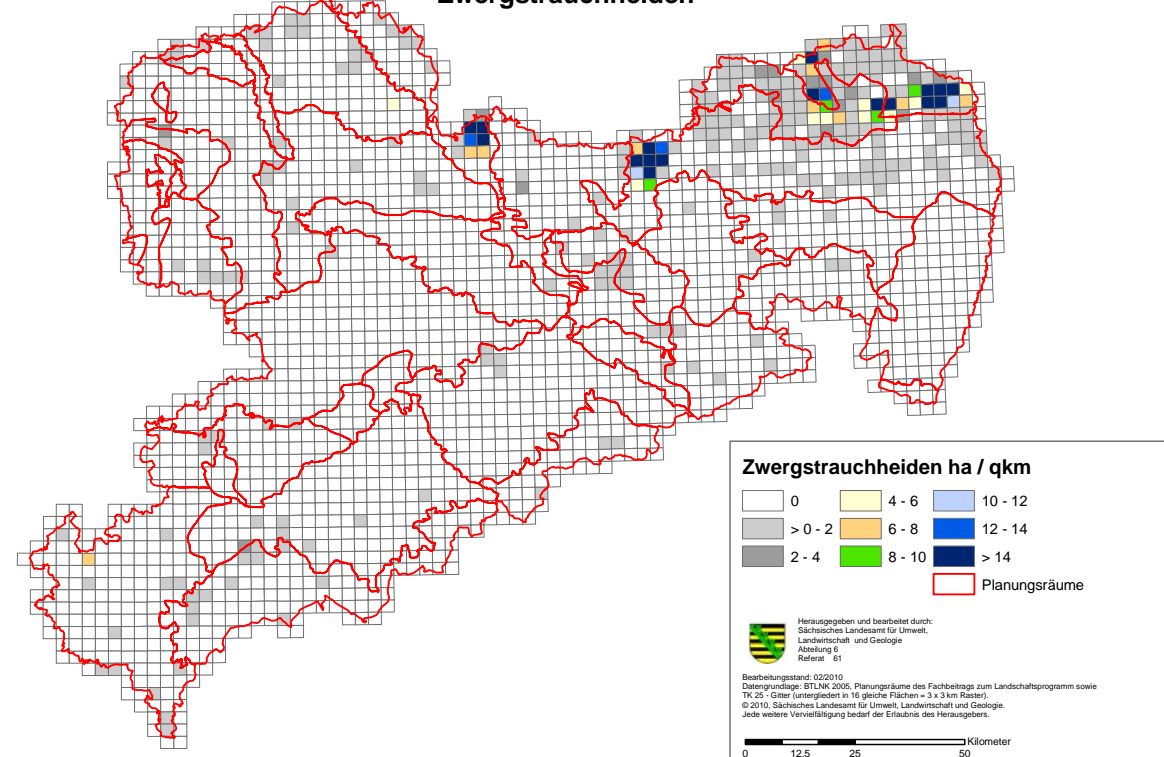 Zwergstrauchheiden
Zwergstrauchheiden ha / qkm
0
4 - 6
10 - 12
> 0 - 2
6 - 8
12 - 14
2 - 4
8 - 10
> 14
Planungsräume
Herausgegeben und bearbeitet durch:
Sächsisches Landesamt für Umwelt,
Landwirtschaft und Geologie
Abteilung 6
Referat 61
Bearbeitungsstand: 02/2010
Datengrundlage: BTLNK 2005, Planungsräume des Fachbeitrags zum Landschaftsprogramm sowie
TK 25 - Gitter (untergliedert in 16 gleiche Flächen = 3 x 3 km Raster).
© 2010, Sächisches Landesamt für Umwelt, Landwirtschaft und Geologie.
Jede weitere Vervielfältigung bedarf der Erlaubnis des Herausgebers.
Kilometer
0 12,5 25 50